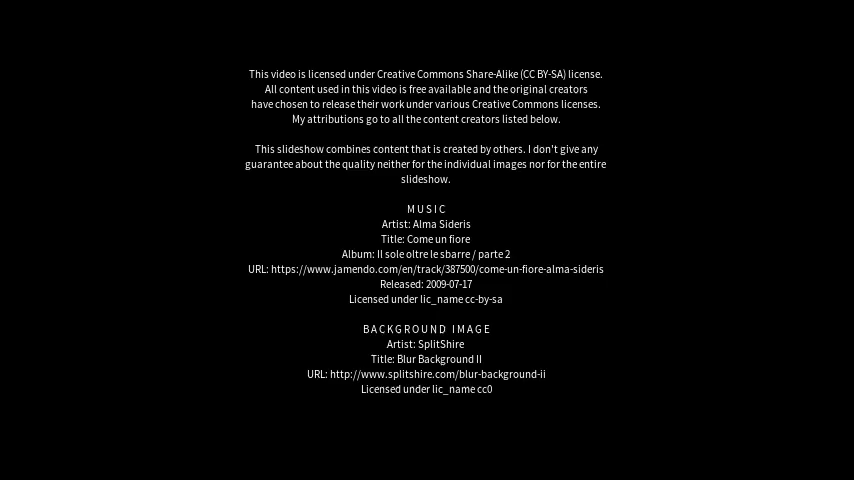 This video is licensed under Creative Commons Share-Alike (CC BY-SA) license.
All content used in this video is free available and the original creators
have chosen to release their work under various Creative Commons licenses.
My attributions go to all the content creators listed below.
This slideshow combines content that is created by others. I don't give any
guarantee about the quality neither for the individual images nor for the entire
slideshow.
MUSIC
Artist: Alma Sideris
Title: Come un fiore
Album: Il sole oltre le sbarre / parte 2
URL: https://www.jamendo.com/en/track/387500/come-un-fiore-alma-sideris
Released: 2009-07-17
Licensed under lic_name cc-by-sa
BACKGROUND IMAGE
Artist: SplitShire
Title: Blur Background II
URL: http://www.splitshire.com/blur-background-ii
Licensed under lic_name cc0